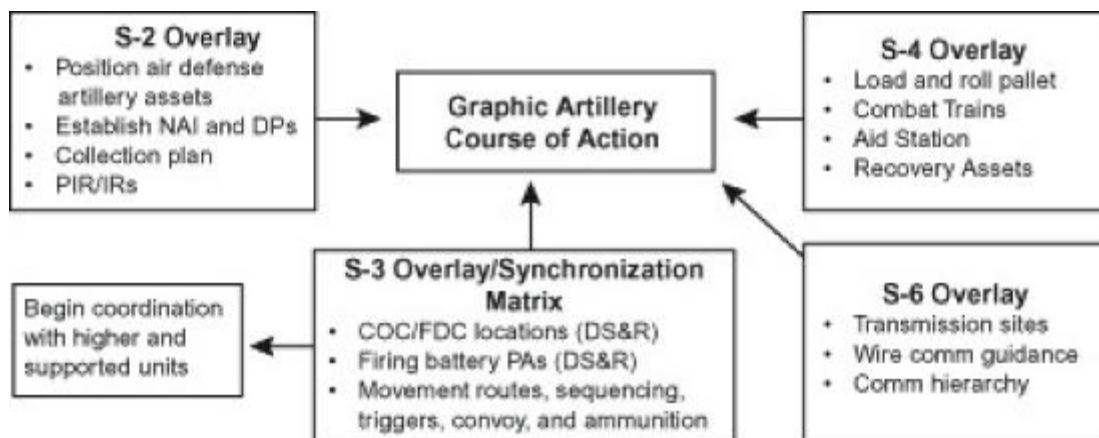 S-2 Overlay
• Position air defense
artillery assets
• Establish NAI and DPs
• Collection plan
• PIR/IRs
Graphic Artillery
Course of Action
S-4 Overlay
• Load and roll pallet
• Combat Trains
• Aid Station
• Recovery Assets
Begin coordination
with higher and
supported units
S-3 Overlay/Synchronization
Matrix
• COC/FDC locations (DS&R)
• Firing battery PAs (DS&R)
• Movement routes, sequencing,
triggers, convoy, and ammunition
S-6 Overlay
• Transmission sites
• Wire comm guidance
• Comm hierarchy